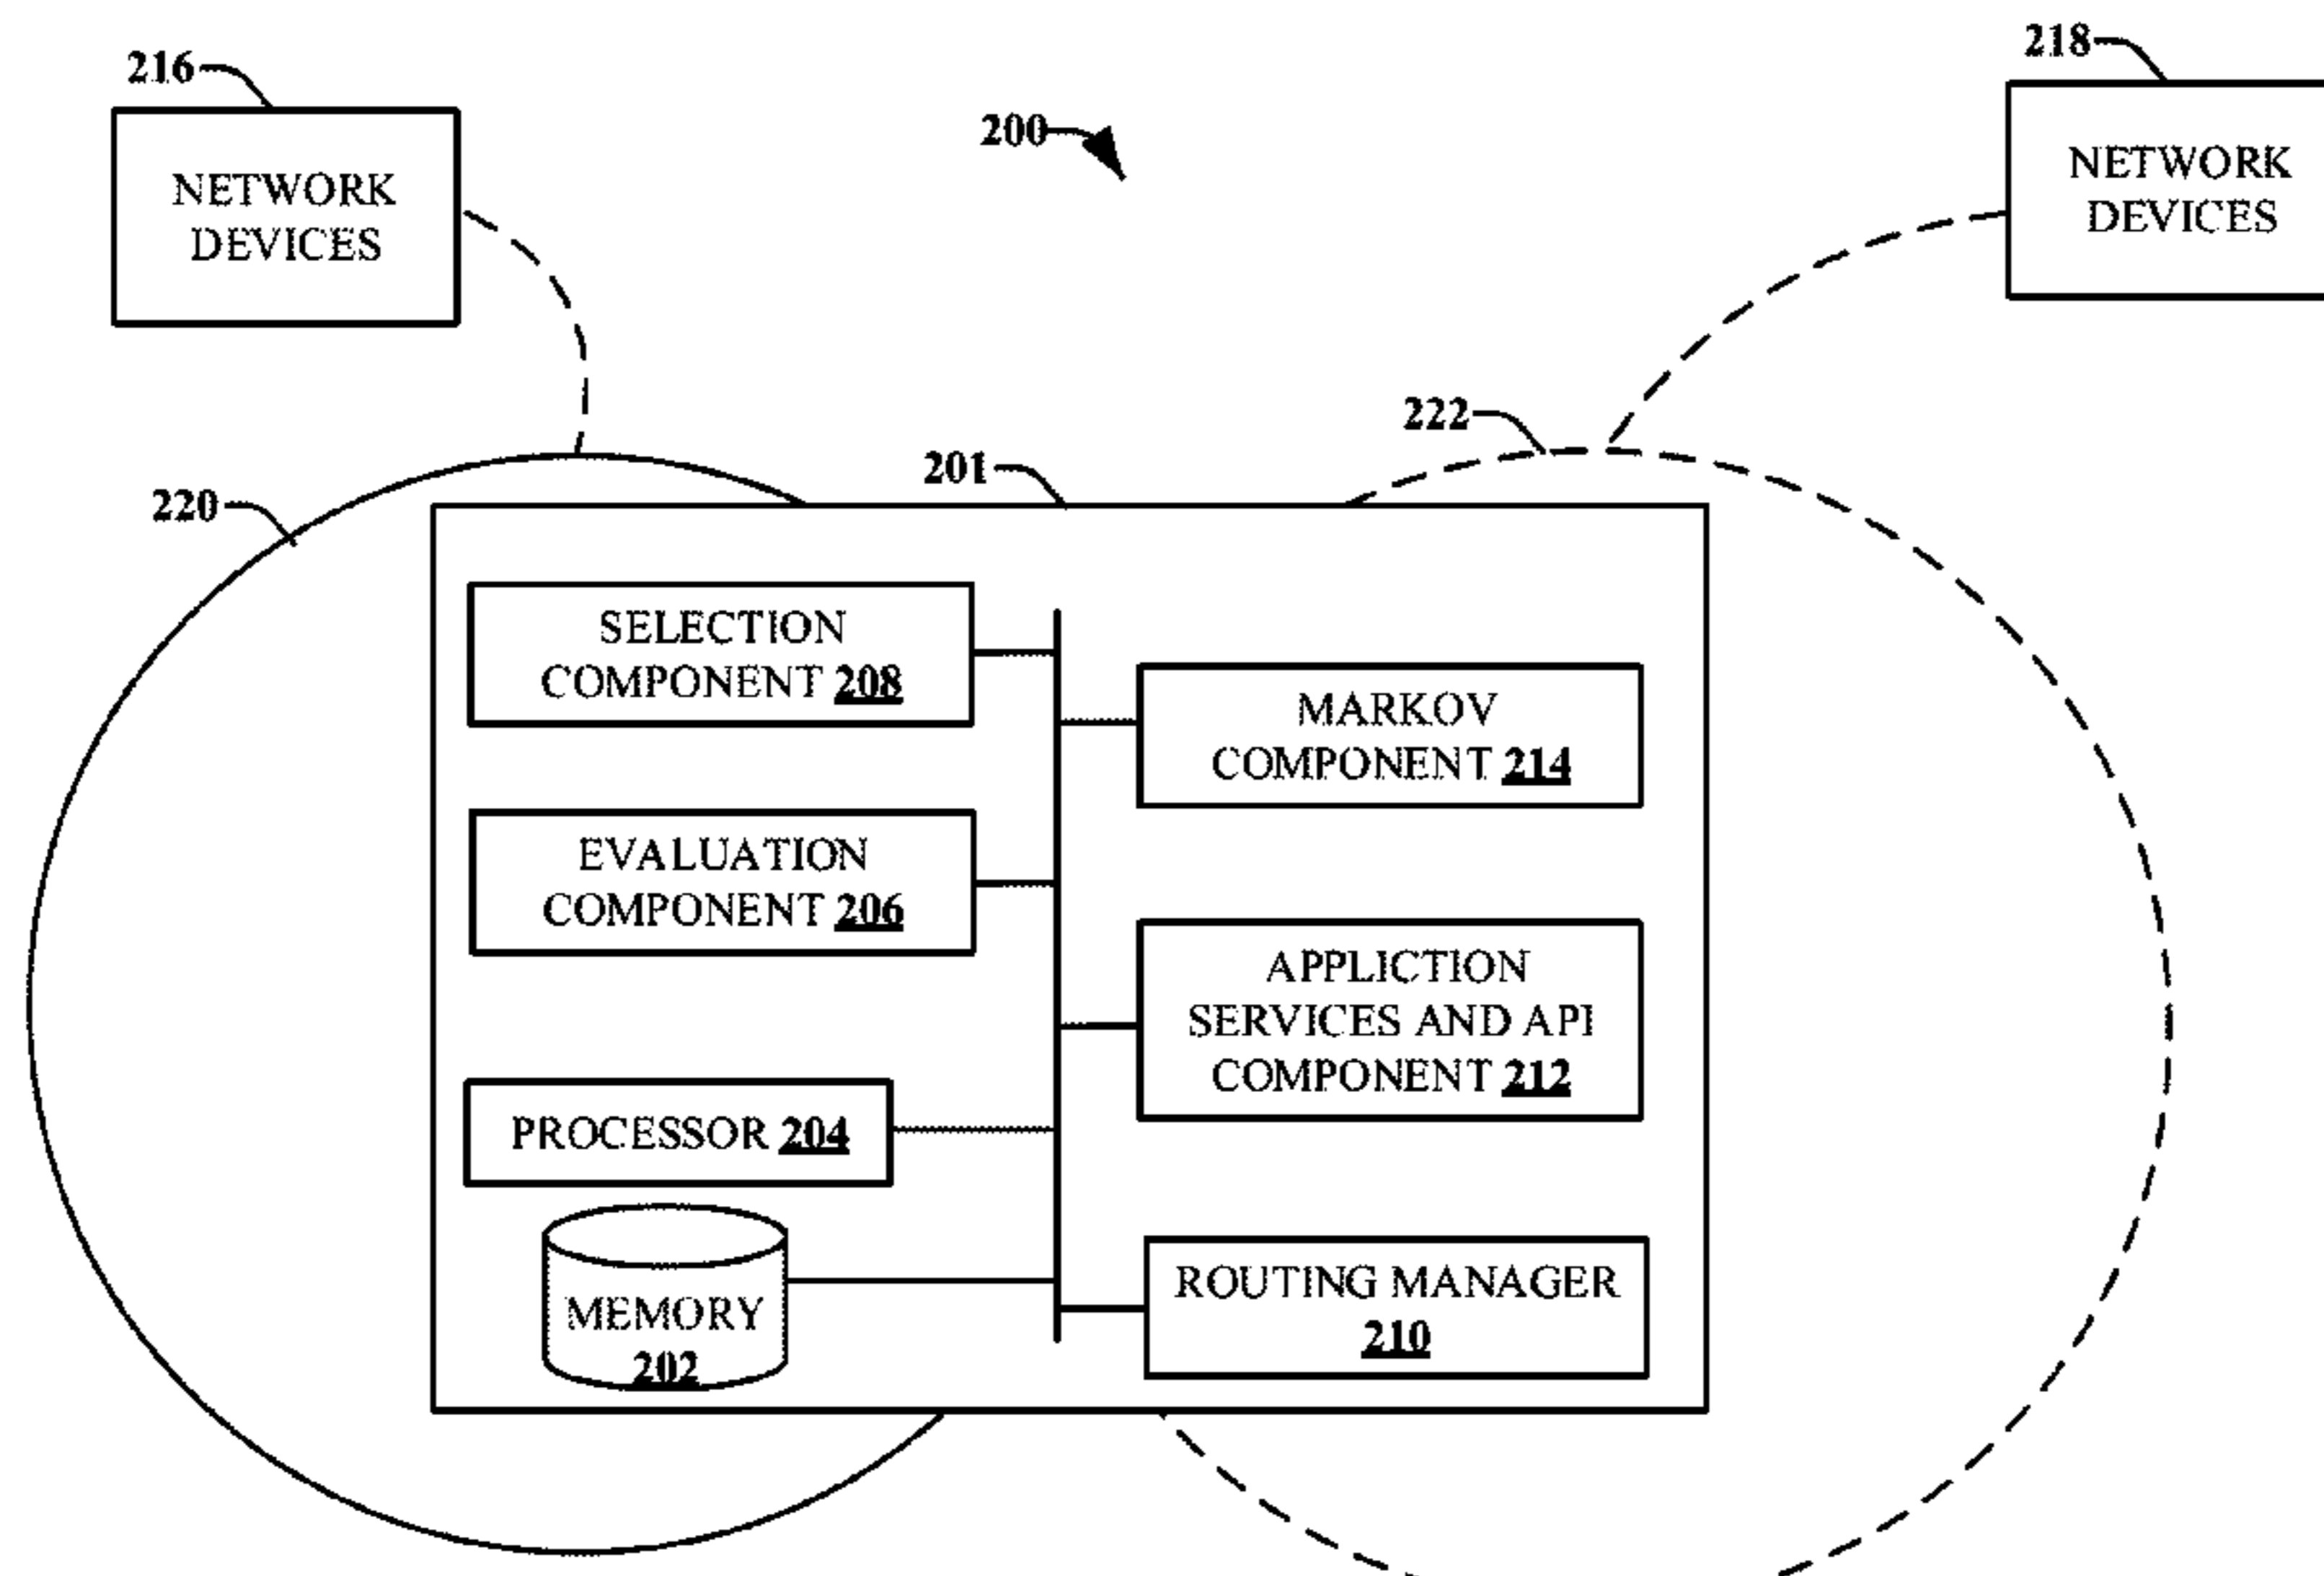 216
218
200
NETWORK
DEVICES
NETWORK
DEVICES
222
201
220
SELECTION
COMPONENT 208
MARKOV
COMPONENT 214
EVALUATION
COMPONENT 206
APPLICTION
SERVICES AND API
COMPONENT 212
PROCESSOR 204
MEMORY
202
ROUTING MANAGER
210